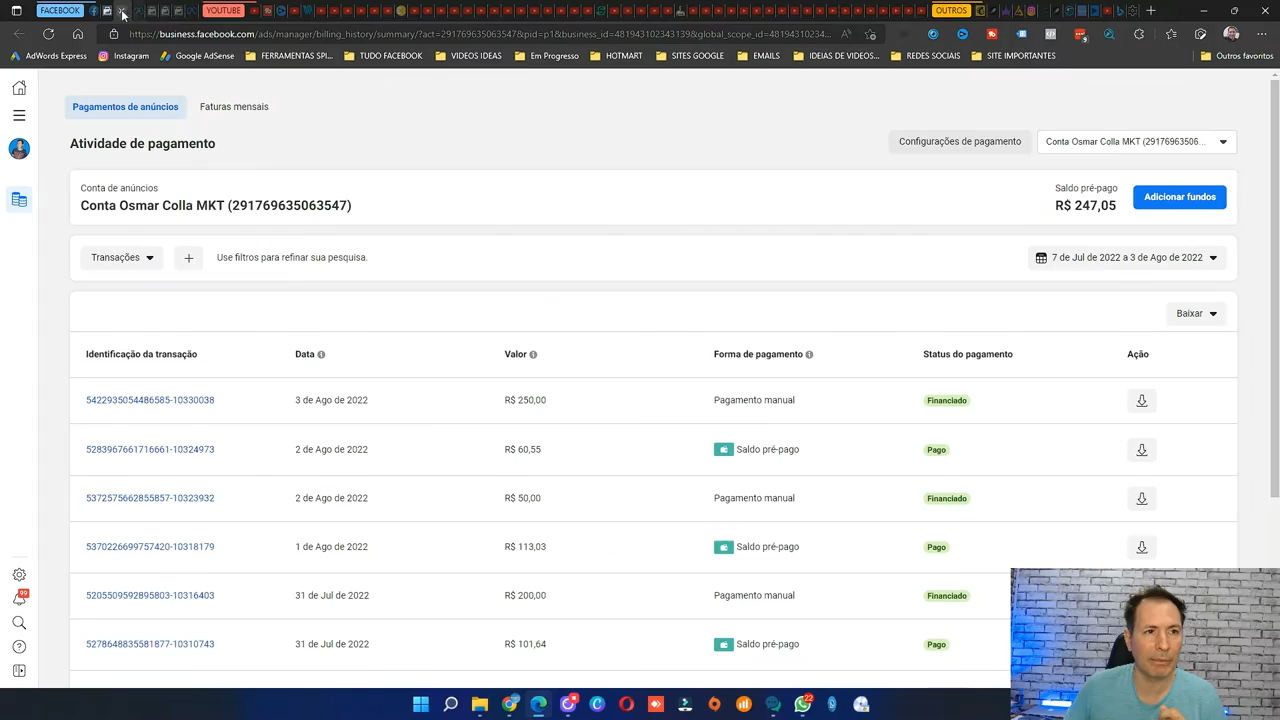 FACEBOOK YOUTUBE OUTROS
https://business.facebook.com/ads/manager/billing_history/summary/?act=291769635063547&pid=p1&business_id=481943102343139&global_scope_id=48194310234...
AdWords Express Instagram Google AdSense FERRAMENTAS SPI... TUDO FACEBOOK VIDEOS IDEAS Em Progresso HOTMART SITES GOOGLE EMAILS IDEIAS DE VIDEOS... REDES SOCIAIS SITE IMPORTANTES Outros favoritos
Pagamentos de anúncios Faturas mensais
Atividade de pagamento Configurações de pagamento Conta Osmar Colla MKT (29176963506...
Conta de anúncios Saldo pré-pago
Conta Osmar Colla MKT (291769635063547) R$ 247,05 Adicionar fundos
Transações + Use filtros para refinar sua pesquisa. 7 de Jul de 2022 a 3 de Ago de 2022
Baixar
Identificação da transação Data Valor Forma de pagamento Status do pagamento Ação
5422935054486585-10330038 3 de Ago de 2022 R$ 250,00 Pagamento manual Financiado
5283967661716661-10324973 2 de Ago de 2022 R$ 60,55 Saldo pré-pago Pago
5372575662855857-10323932 2 de Ago de 2022 R$ 50,00 Pagamento manual Financiado
5370226699757420-10318179 1 de Ago de 2022 R$ 113,03 Saldo pré-pago Pago
5205509592895803-10316403 31 de Jul de 2022 R$ 200,00 Pagamento manual Financiado
99
5278648835581877-10310743 31 de Jul de 2022 R$ 101,64 Saldo pré-pago Pago
22